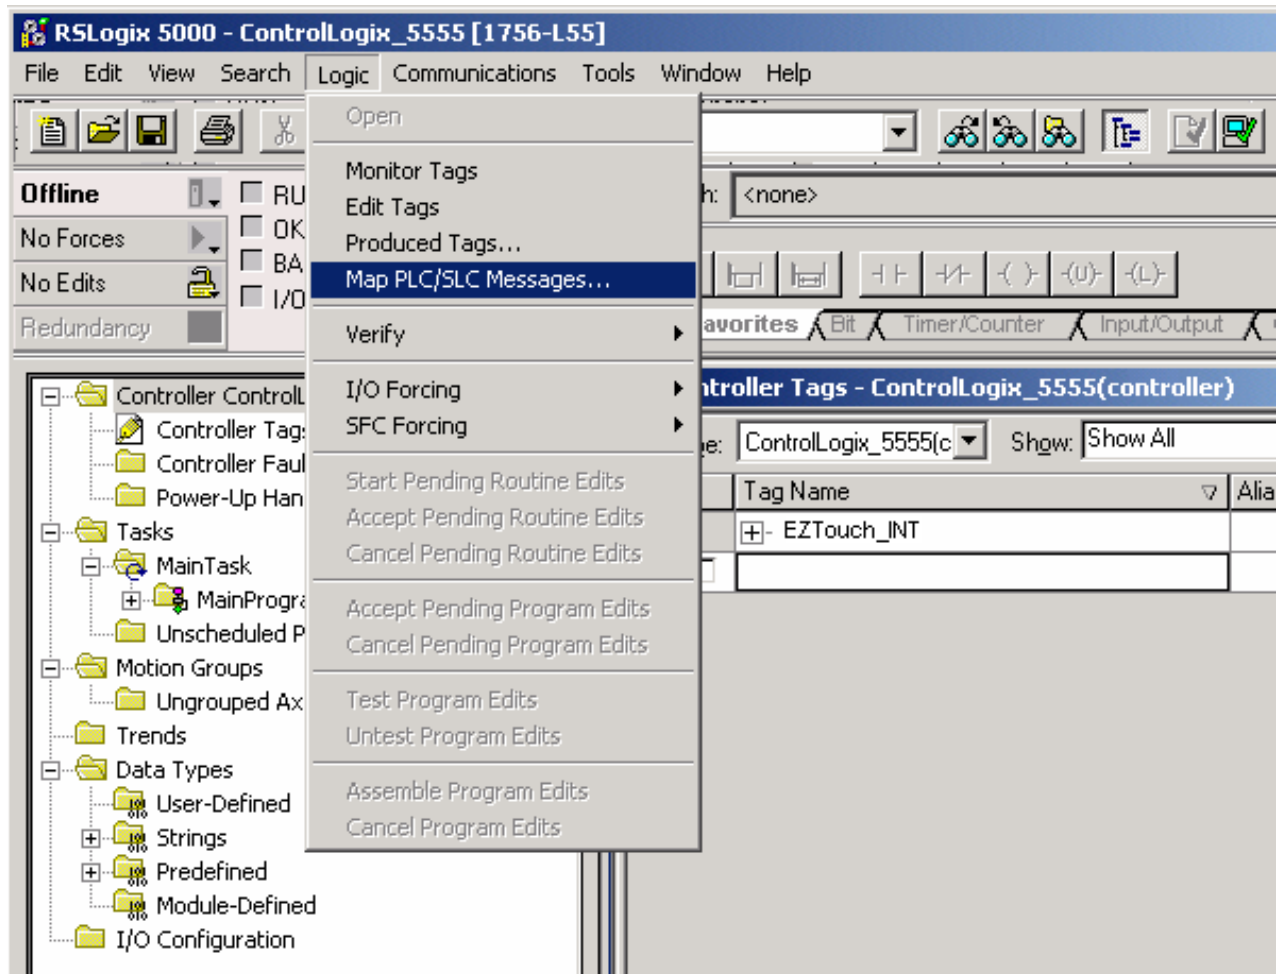 RSLogix 5000 - ControlLogix_5555 [1756-L55]
File Edit View Search Logic Communications Tools Window Help
Open
Monitor Tags
Edit Tags
Produced Tags...
Map PLC/SLC Messages...
Verify
I/O Forcing
SFC Forcing
Start Pending Routine Edits
Accept Pending Routine Edits
Cancel Pending Routine Edits
Accept Pending Program Edits
Cancel Pending Program Edits
Test Program Edits
Untest Program Edits
Assemble Program Edits
Cancel Program Edits
Offline RU
No Forces OK
No Edits BA
I/O
Redundancy
h: <none>
(U) (L)
avorites Bit Timer/Counter Input/Output
Controller ControlL
Controller Tag
Controller Faul
Power-Up Han
Tasks
MainTask
MainProgra
Unscheduled P
Motion Groups
Ungrouped Ax
Trends
Data Types
User-Defined
Strings
Predefined
Module-Defined
I/O Configuration
ntroller Tags - ControlLogix_5555(controller)
e: ControlLogix_5555(c Show: Show All
Tag Name Alia
EZTouch_INT